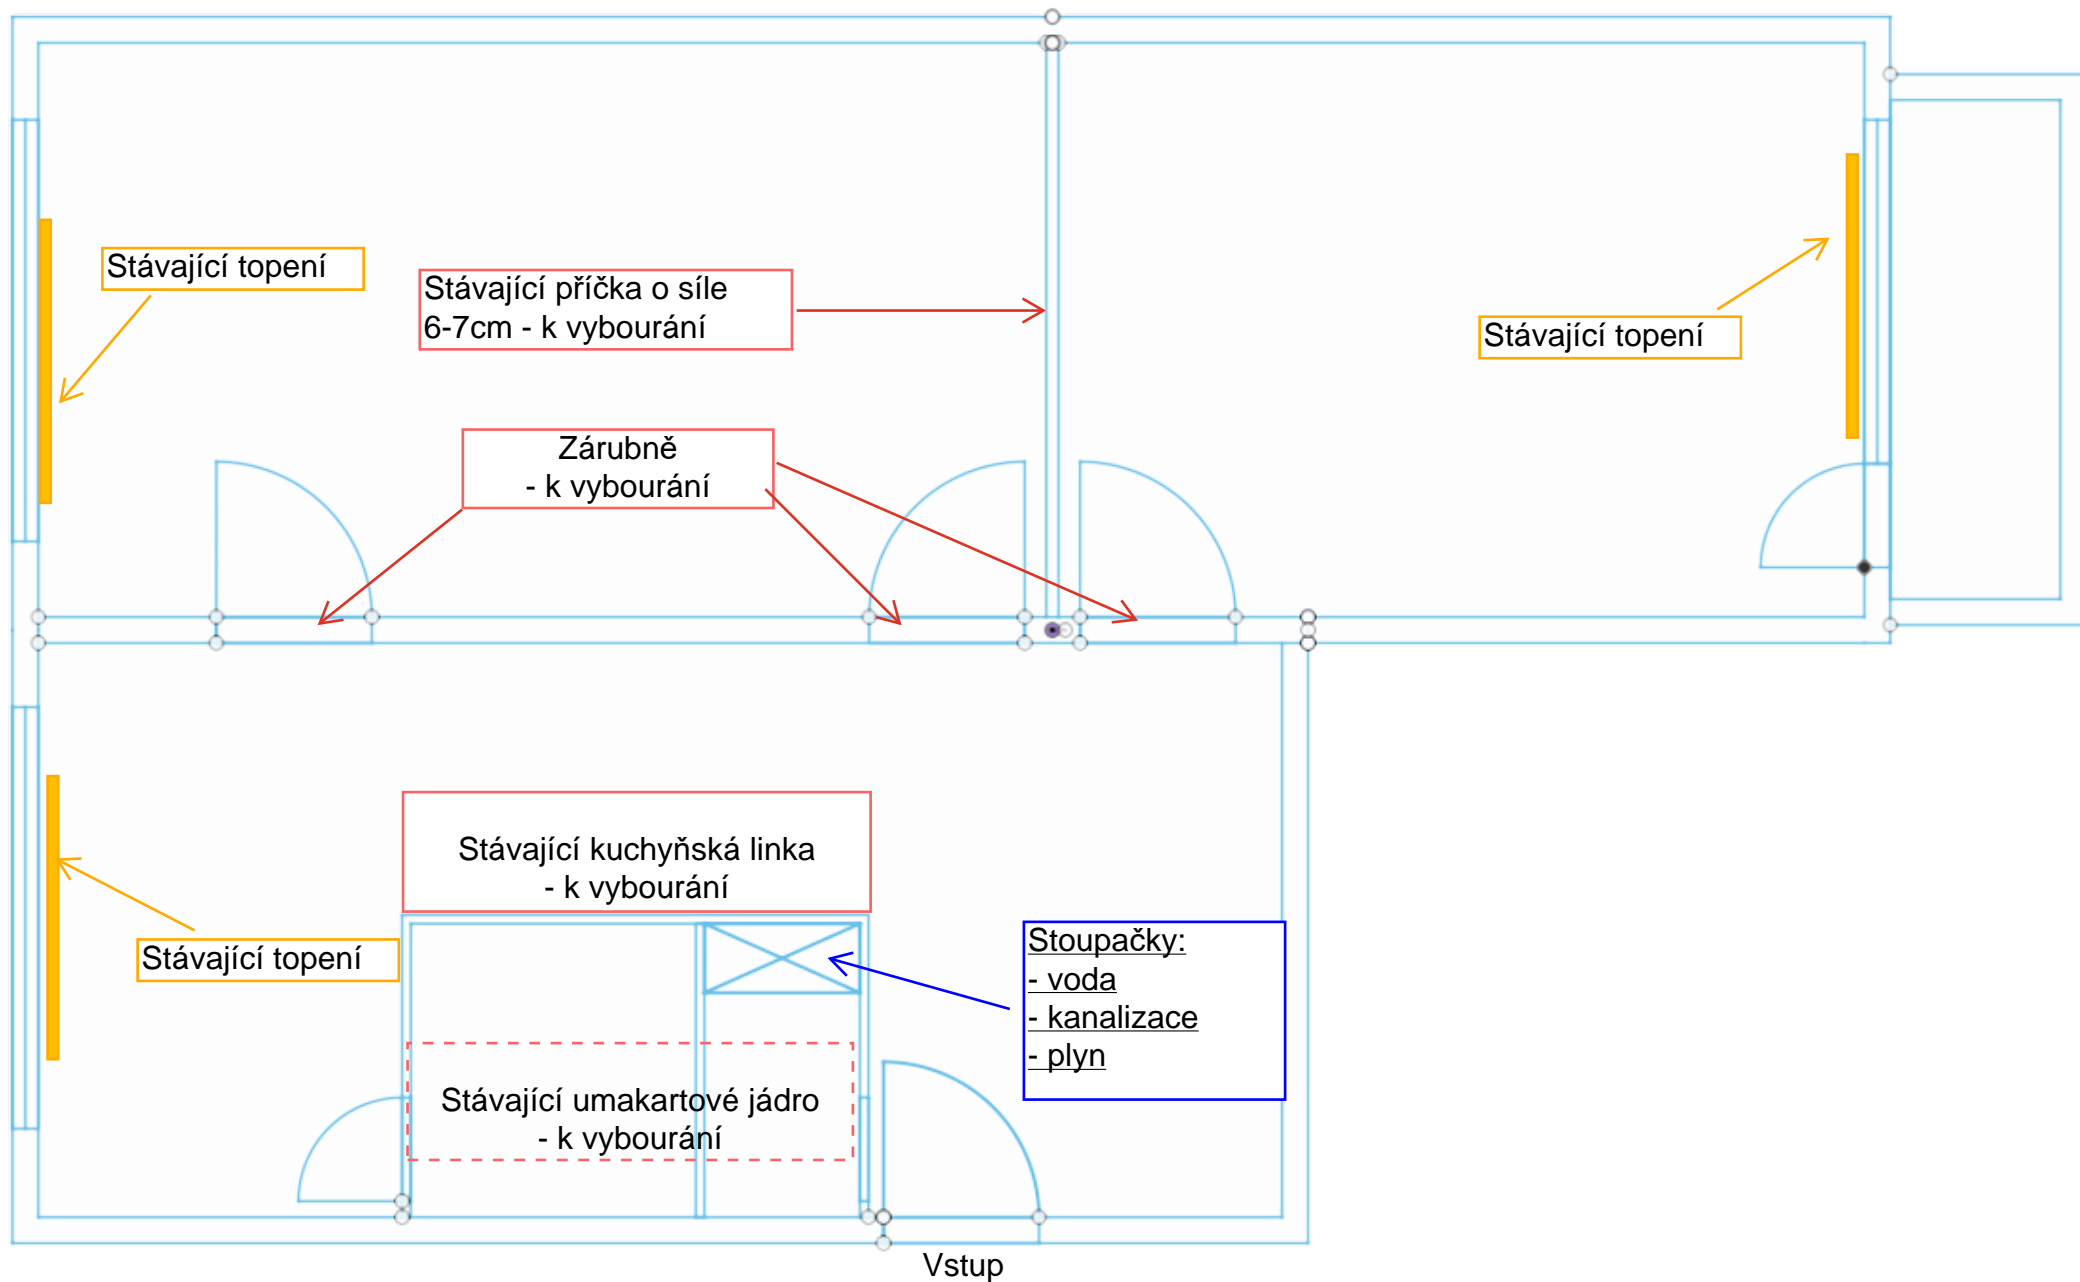 Stávající topení
Stávající příčka o síle
6-7cm - k vybourání
Stávající topení
Zárubně
- k vybourání
Stávající kuchyňská linka
- k vybourání
Stávající topení
Stoupačky:
- voda
- kanalizace
- plyn
Stávající umakartové jádro
- k vybourání
Vstup